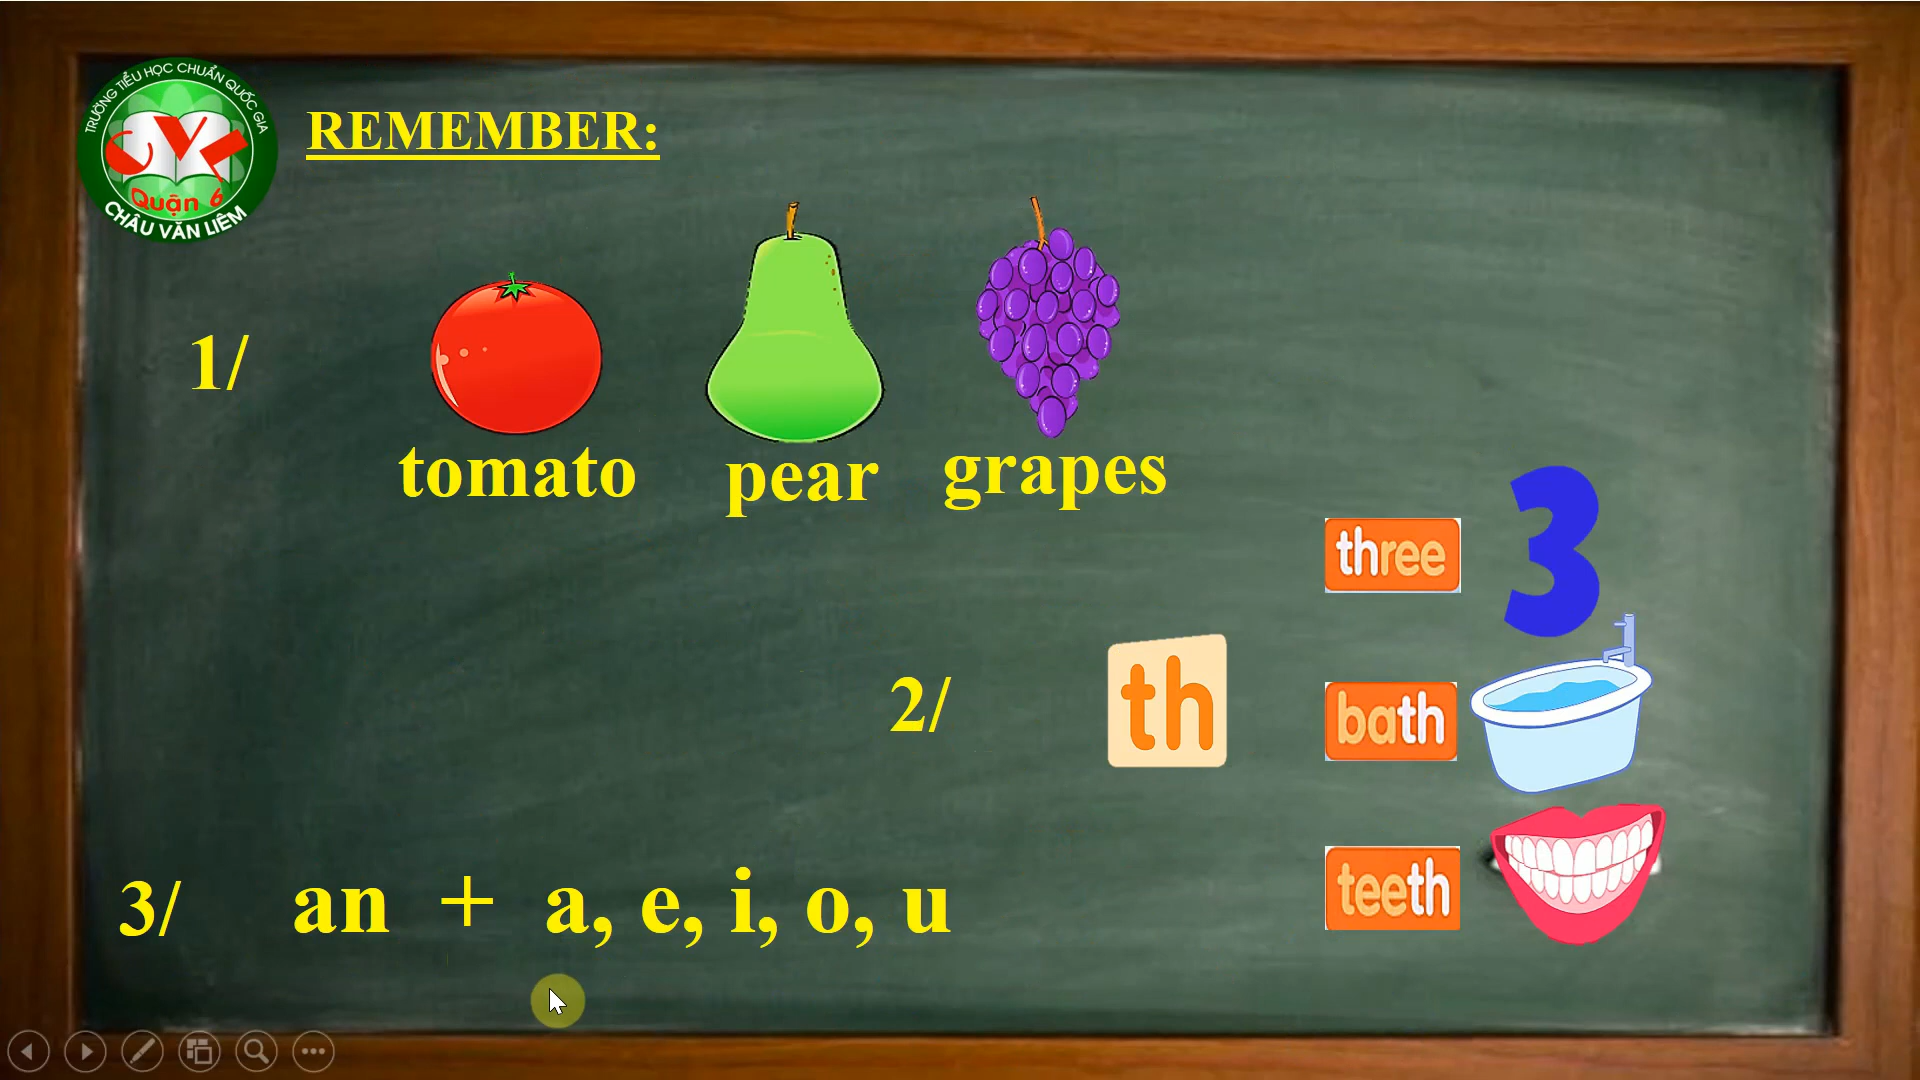 TRƯỜNG TIỂU HỌC CHUẨN QUỐC GIA
CVL
Quận 6
CHÂU VĂN LIÊM
REMEMBER:
1/
tomato pear grapes
2/
th
three
3
bath
teeth
3/ an + a, e, i, o, u